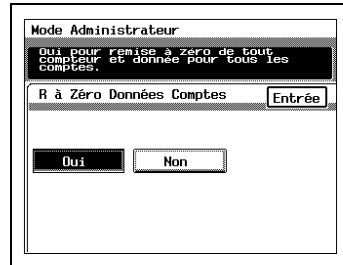 Mode Administrateur
Oui pour remise à zéro de tout
compteur et donnée pour tous les
comptes.
R à Zéro Données Comptes
Entrée
Oui
Non